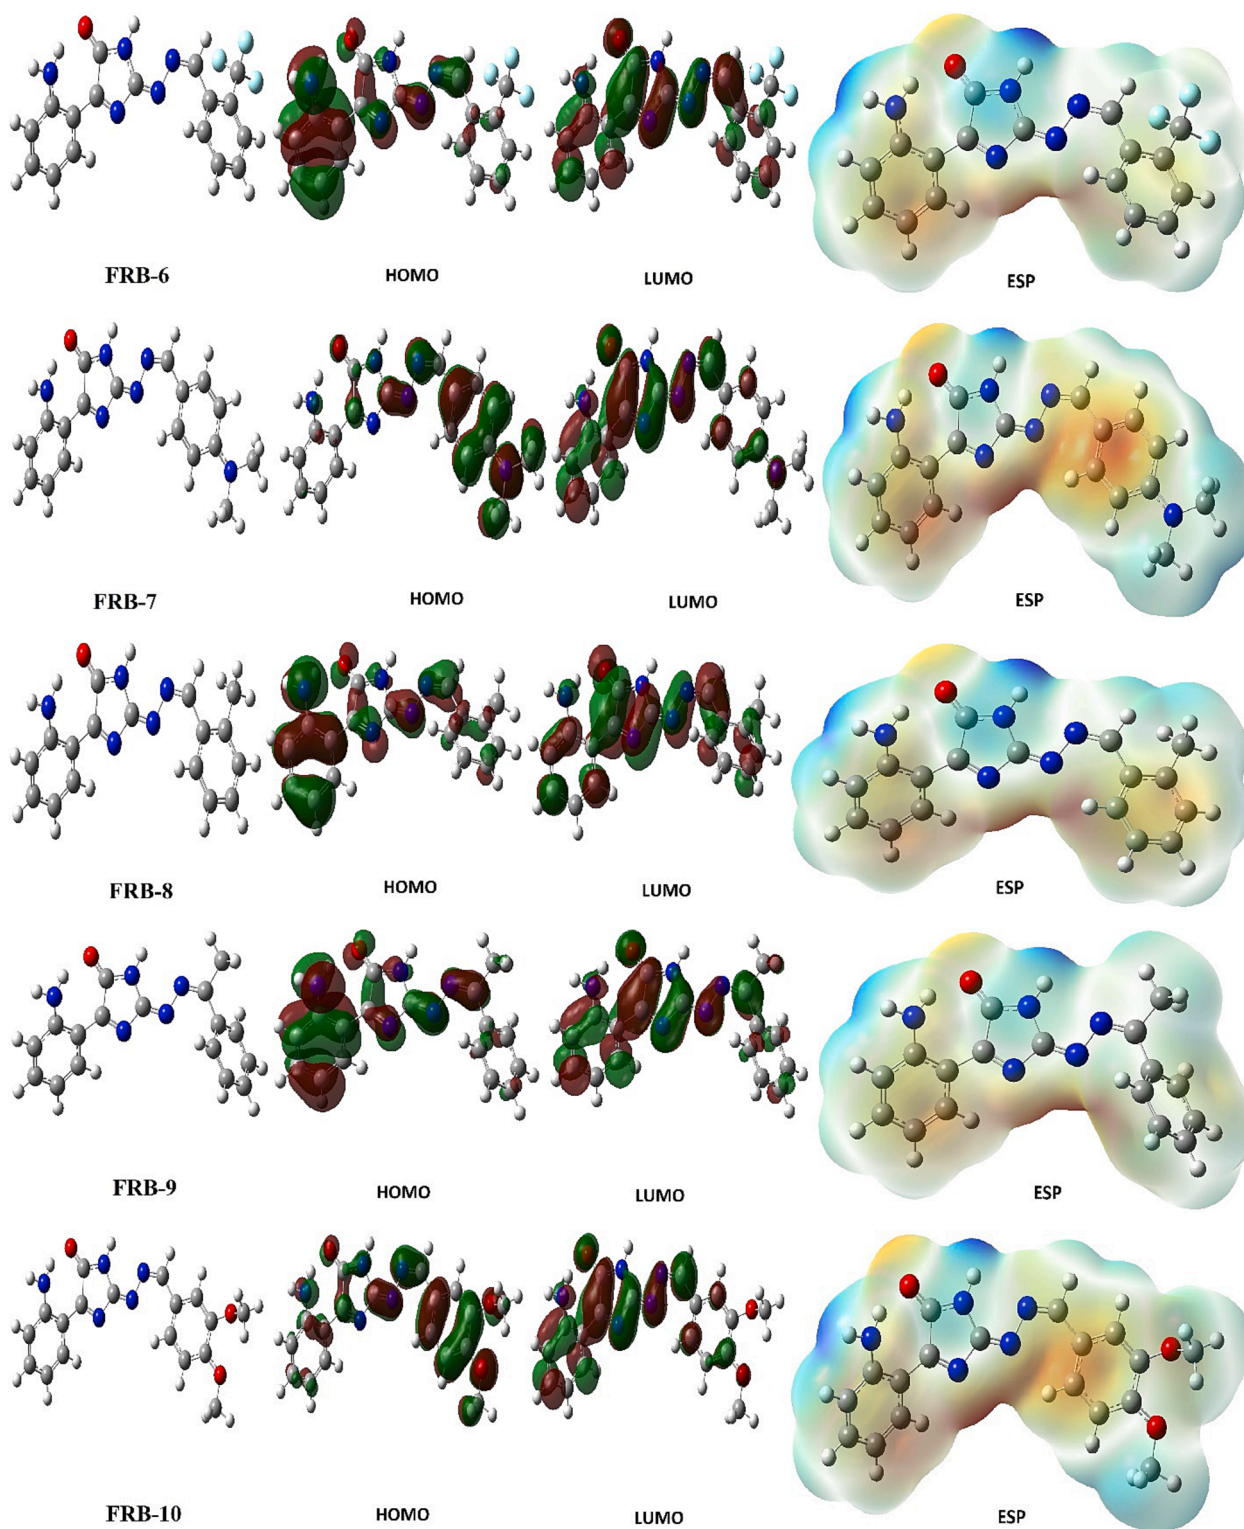 FRB-6 HOMO LUMO ESP
FRB-7 HOMO LUMO ESP
FRB-8 HOMO LUMO ESP
FRB-9 HOMO LUMO ESP
FRB-10 HOMO LUMO ESP